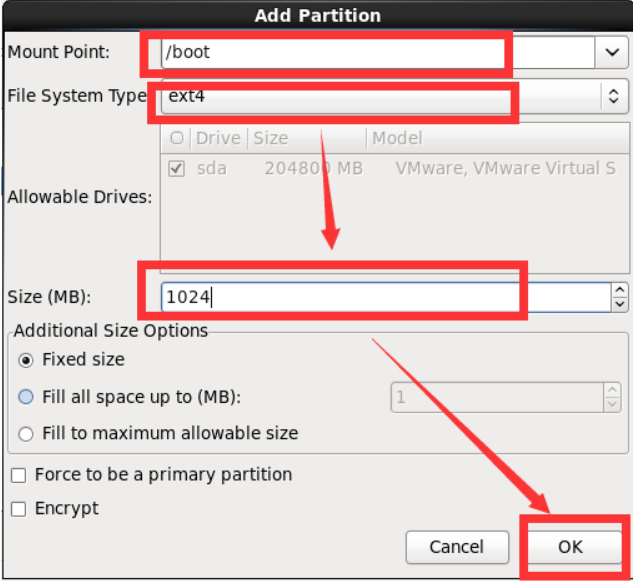 Add Partition
Mount Point: /boot
File System Type ext4
Drive Size Model
sda 204800 MB VMware, VMware Virtual S
Allowable Drives:
Size (MB): 1024
Additional Size Options
Fixed size
Fill all space up to (MB): 1
Fill to maximum allowable size
Force to be a primary partition
Encrypt
Cancel OK